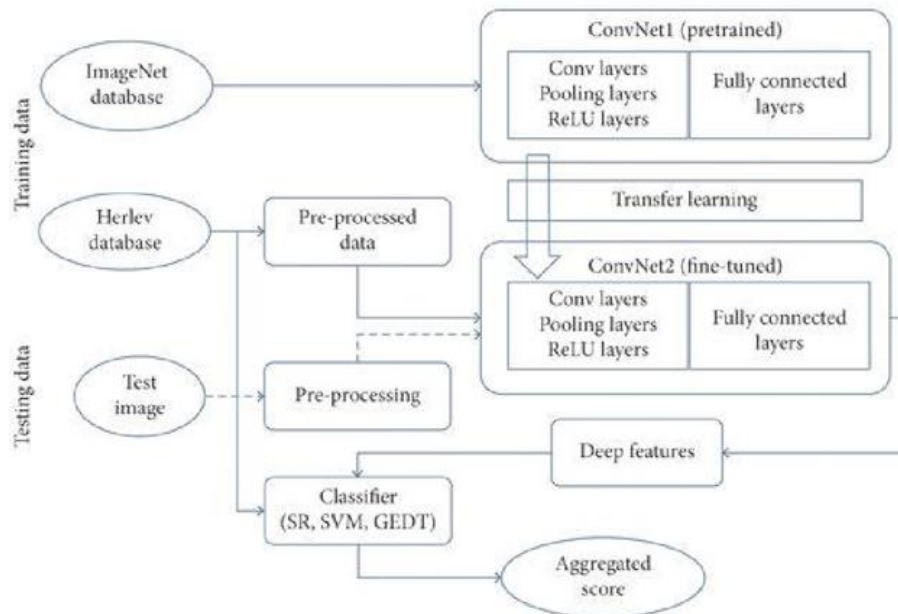 ConvNet1 (pretrained)
ImageNet
database
Conv layers
Pooling layers
ReLU layers
Fully connected
layers
Training data
Transfer learning
Herlev
database
Pre-processed
data
ConvNet2 (fine-tuned)
Conv layers
Pooling layers
ReLU layers
Fully connected
layers
Testing data
Test
image
Pre-processing
Deep features
Classifier
(SR, SVM, GEDT)
Aggregated
score